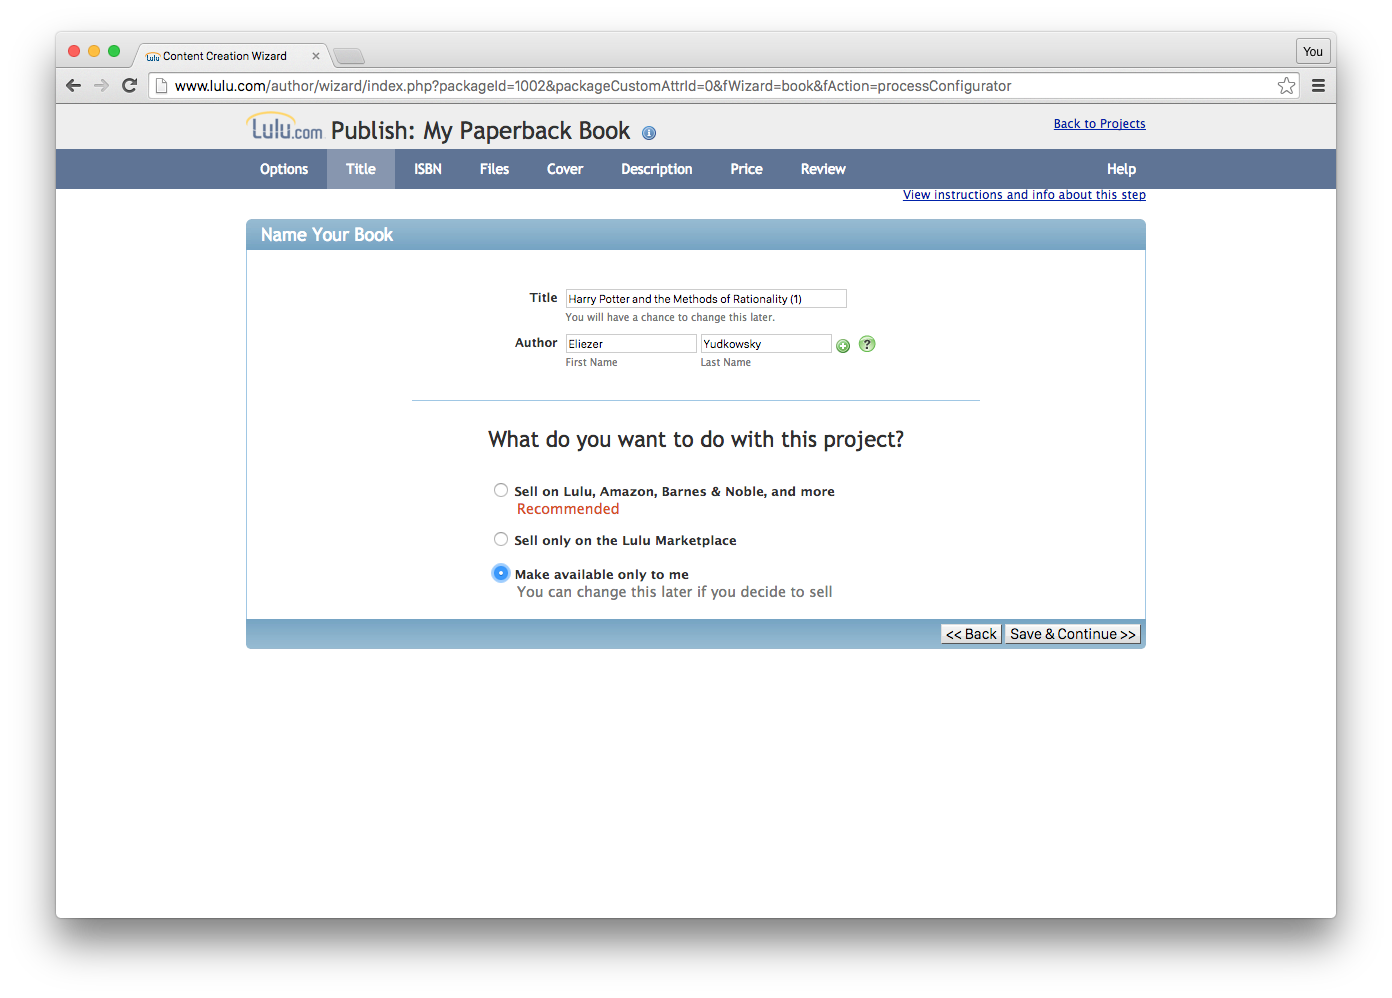 Content Creation Wizard
You
www.lulu.com/author/wizard/index.php?packageId=1002&packageCustomAttrId=0&fWizard=book&fAction=processConfigurator
Lulu.com Publish: My Paperback Book
Back to Projects
Options Title ISBN Files Cover Description Price Review Help
View instructions and info about this step
Name Your Book
Title Harry Potter and the Methods of Rationality (1)
You will have a chance to change this later.
Author Eliezer Yudkowsky ?
First Name Last Name
What do you want to do with this project?
Sell on Lulu, Amazon, Barnes & Noble, and more
Recommended
Sell only on the Lulu Marketplace
Make available only to me
You can change this later if you decide to sell
<< Back Save & Continue >>